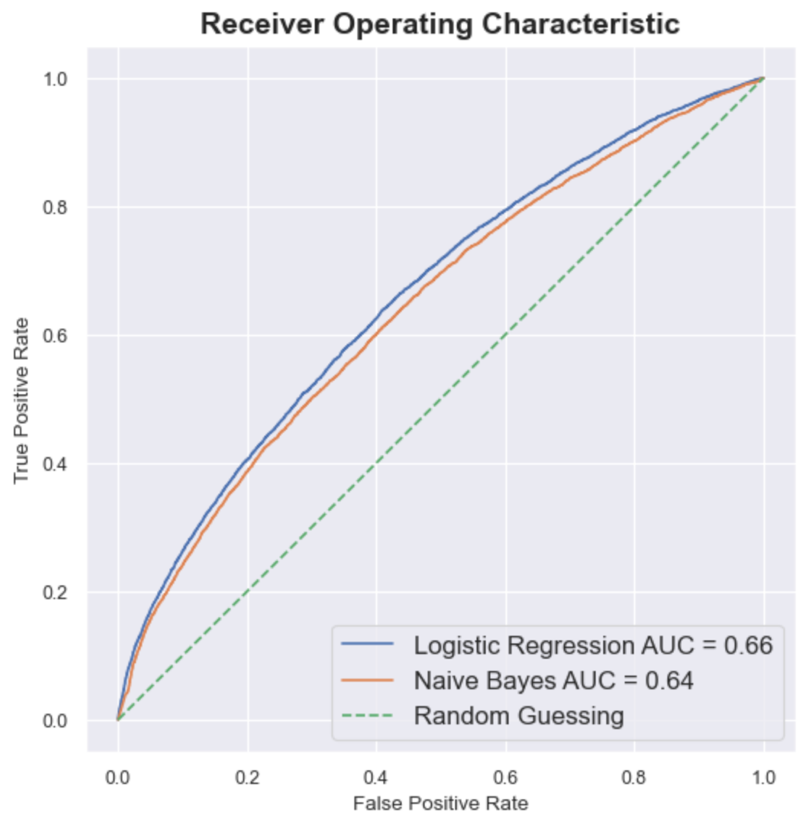 Receiver Operating Characteristic
1.0
0.8
0.6
0.4
0.2
0.0
True Positive Rate
Logistic Regression AUC = 0.66
Naive Bayes AUC = 0.64
Random Guessing
0.0 0.2 0.4 0.6 0.8 1.0
False Positive Rate